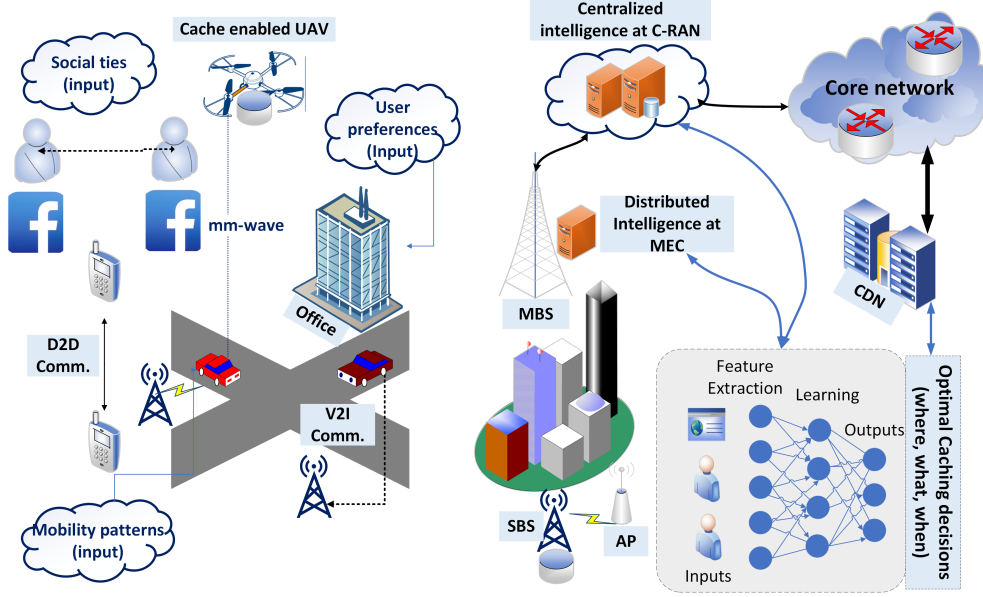 Cache enabled UAV
Social ties
(input)
User
preferences
(Input)
mm-wave
Office
D2D
Comm.
V2I
Comm.
Mobility patterns
(input)
Centralized
intelligence at C-RAN
Core network
Distributed
Intelligence at
MEC
MBS
CDN
SBS
AP
Feature
Extraction
Learning
Outputs
Inputs
Optimal Caching decisions
(where, what, when)